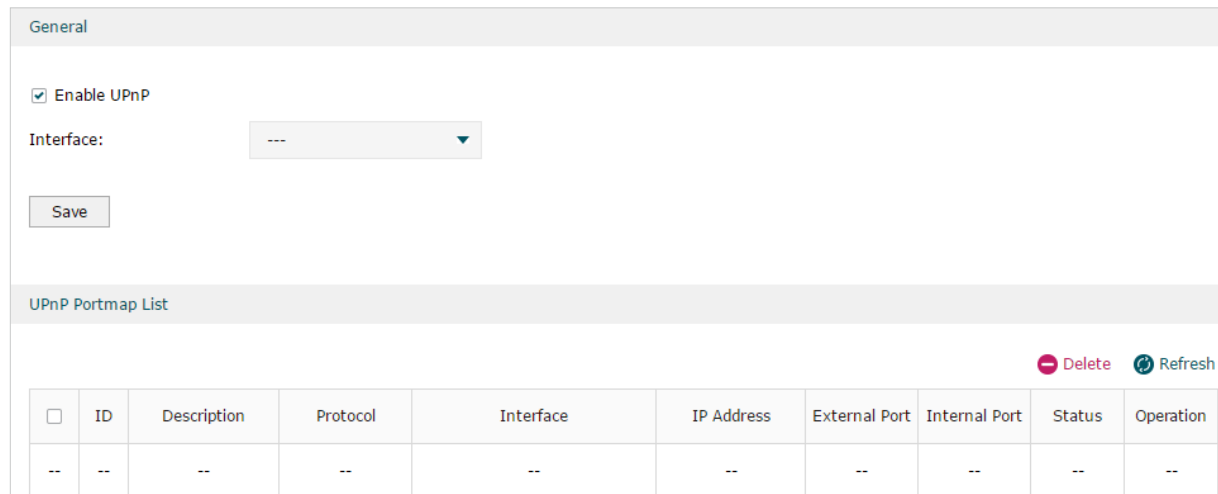 General
Enable UPnP
Interface: ---
Save
UPnP Portmap List
Delete Refresh
ID Description Protocol Interface IP Address External Port Internal Port Status Operation
-- -- -- -- -- -- -- -- -- --